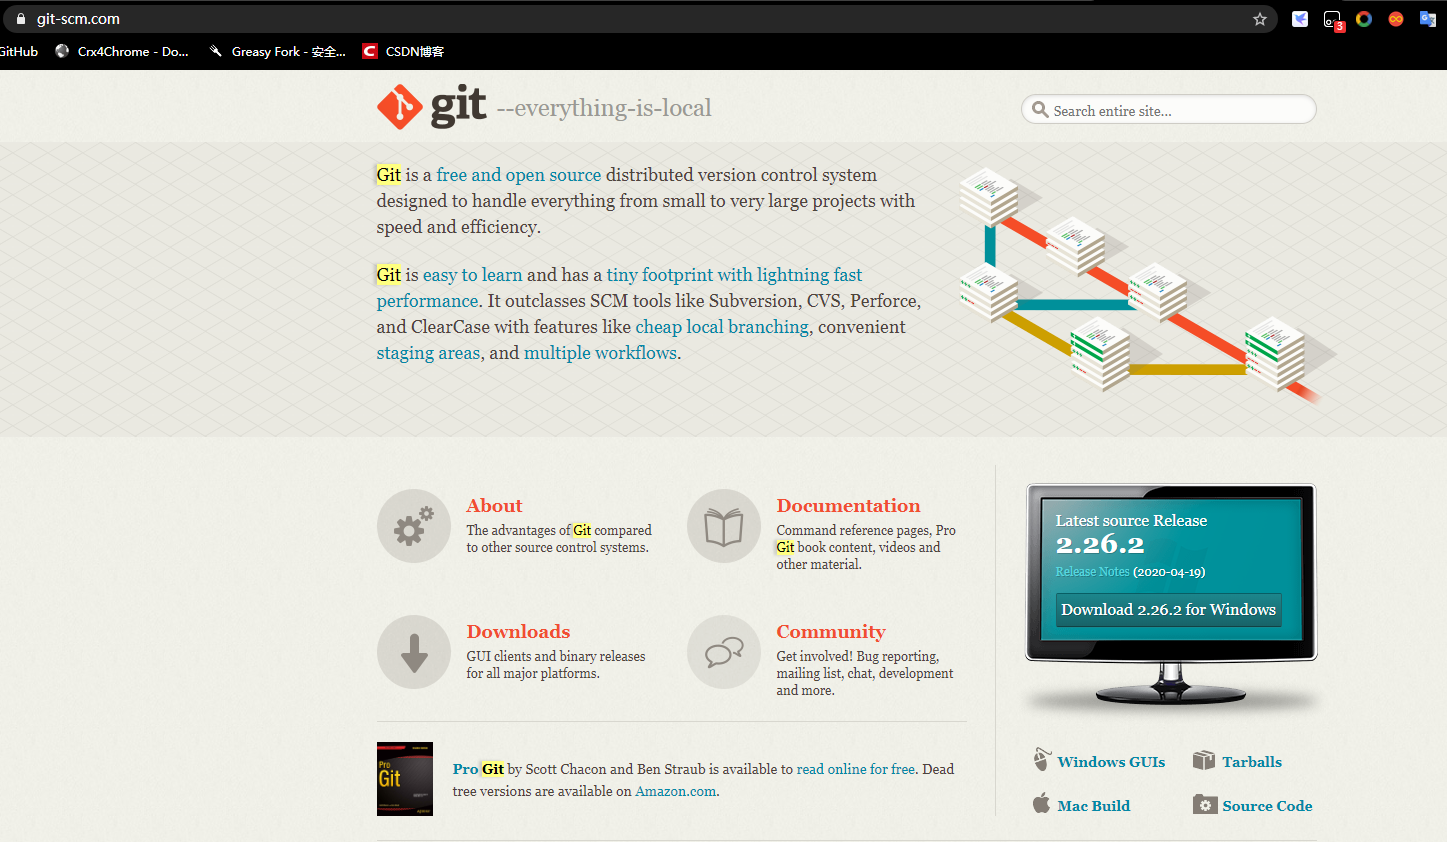 git-scm.com
3
GitHub
Crx4Chrome - Do...
Greasy Fork - 安全...
C CSDN博客
git --everything-is-local
Search entire site...
Git is a free and open source distributed version control system
designed to handle everything from small to very large projects with
speed and efficiency.
Git is easy to learn and has a tiny footprint with lightning fast
performance. It outclasses SCM tools like Subversion, CVS, Perforce,
and ClearCase with features like cheap local branching, convenient
staging areas, and multiple workflows.
About
The advantages of Git compared
to other source control systems.
Documentation
Command reference pages, Pro
Git book content, videos and
other material.
Downloads
GUI clients and binary releases
for all major platforms.
Community
Get involved! Bug reporting,
mailing list, chat, development
and more.
Pro
Git
Pro Git by Scott Chacon and Ben Straub is available to read online for free. Dead
tree versions are available on Amazon.com.
Latest source Release
2.26.2
Release Notes (2020-04-19)
Download 2.26.2 for Windows
Windows GUIs
Tarballs
Mac Build
Source Code